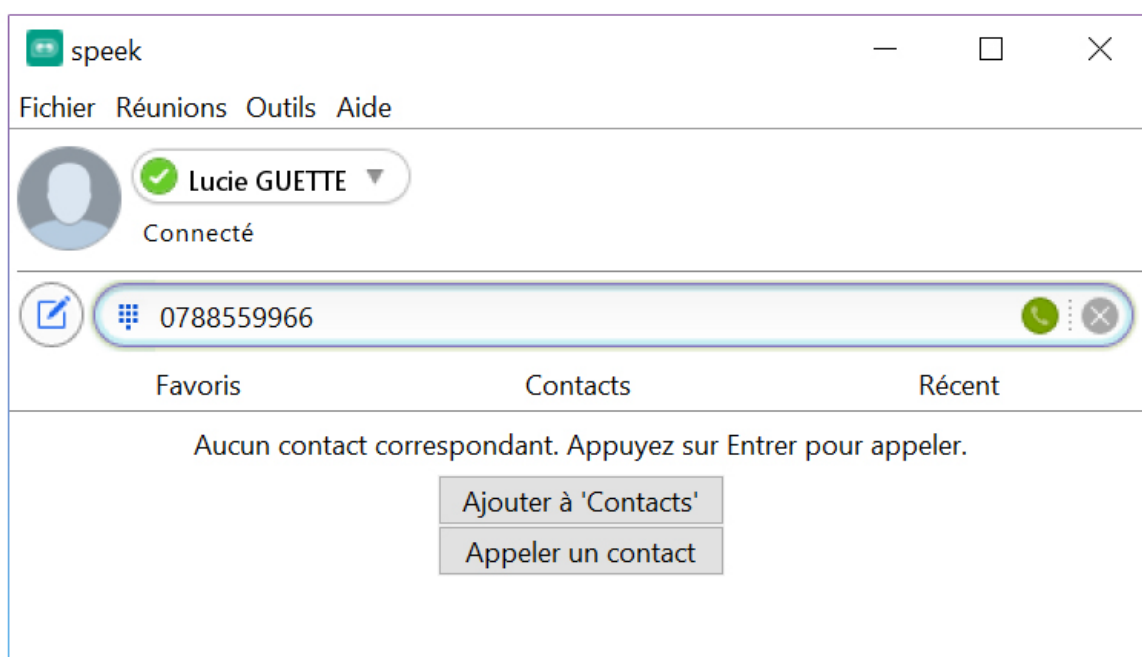 speek
Fichier Réunions Outils Aide
Lucie GUETTE
Connecté
0788559966
Favoris Contacts Récent
Aucun contact correspondant. Appuyez sur Entrer pour appeler.
Ajouter à 'Contacts'
Appeler un contact